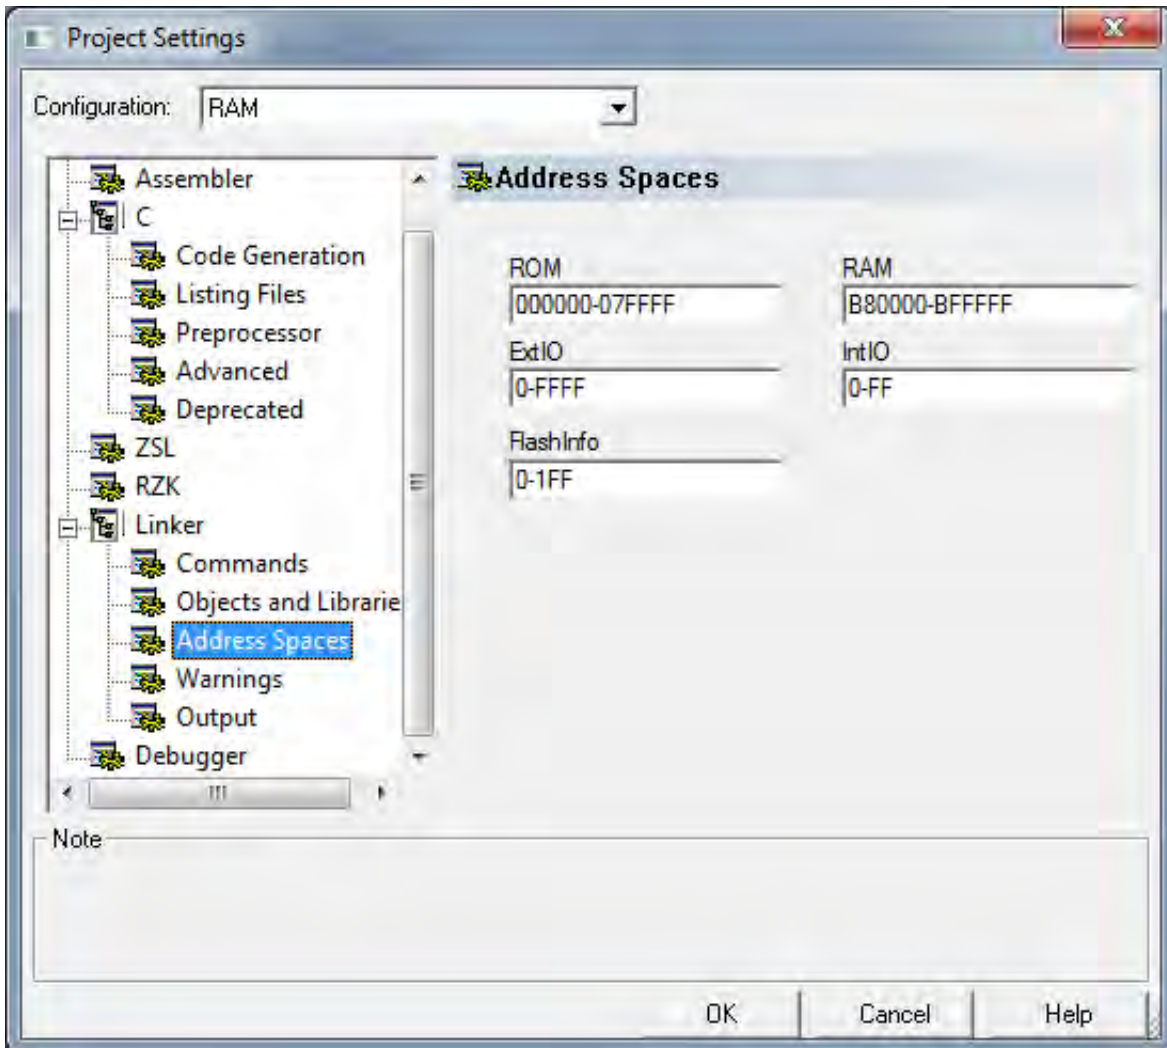 Project Settings
Configuration: RAM
Assembler
C
Code Generation
Listing Files
Preprocessor
Advanced
Deprecated
ZSL
RZK
Linker
Commands
Objects and Librarie
Address Spaces
Warnings
Output
Debugger
Address Spaces
ROM RAM
000000-07FFFF B80000-BFFFFF
ExtIO IntIO
0-FFFF 0-FF
FlashInfo
0-1FF
Note
OK Cancel Help